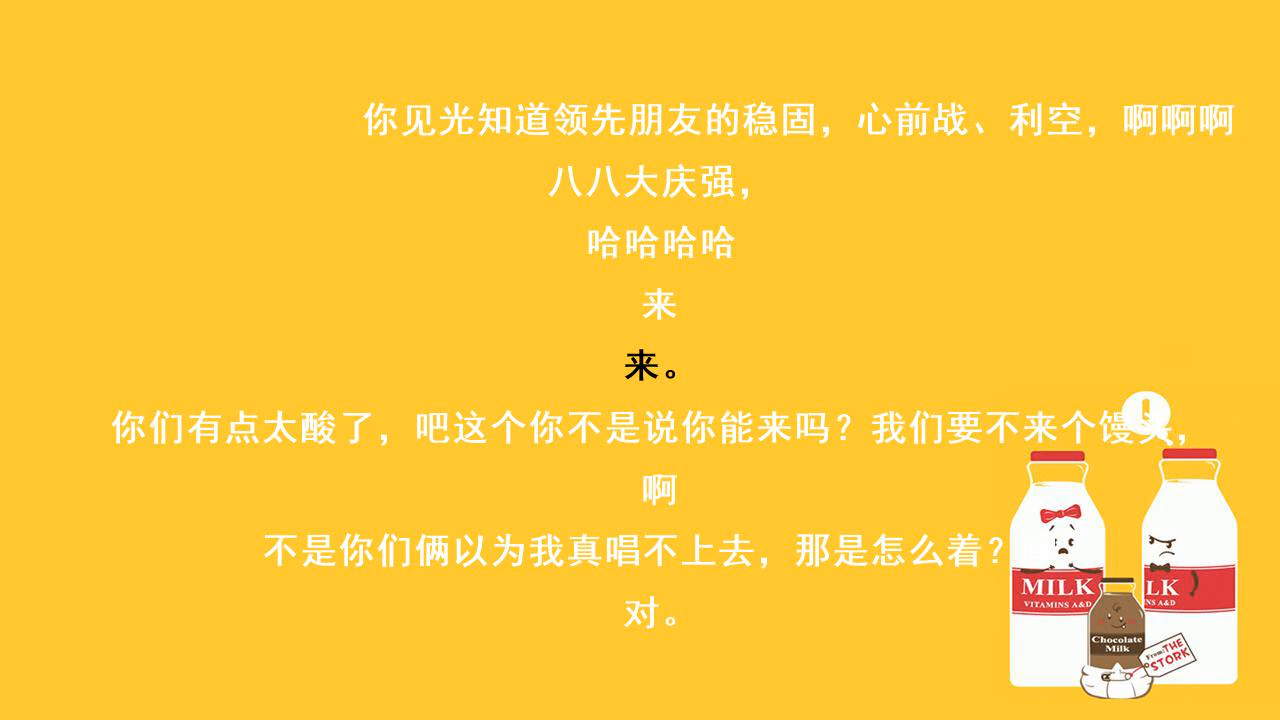 你见光知道领先朋友的稳固，心前战、利空，啊啊啊
八八大庆强，
哈哈哈哈
来
来。
你们有点太酸了，吧这个你不是说你能来吗？我们要不来个馒头，
啊
不是你们俩以为我真唱不上去，那是怎么着？
对。
MILK
VITAMINS A&D
LK
NS A&D
Chocolate
Milk
From: THE
STORK